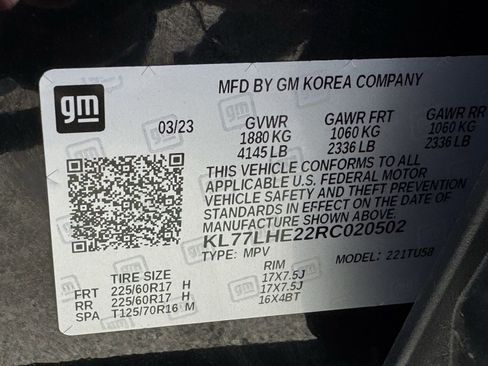 MFD BY GM KOREA COMPANY
gm
03/23
GVWR GAWR FRT GAWR RR
1880 KG 1060 KG 1060 KG
4145 LB 2336 LB 2336 LB
THIS VEHICLE CONFORMS TO ALL
APPLICABLE U.S. FEDERAL MOTOR
VEHICLE SAFETY AND THEFT PREVENTION
STANDARDS IN EFFECT ON THE DATE OF
MANUFACTURE SHOWN ABOVE.
KL77LHE22RC020502
TYPE: MPV MODEL: 221TU58
TIRE SIZE RIM
FRT 225/60R17 H 17X7.5J
RR 225/60R17 H 17X7.5J
SPA T125/70R16 M 16X4BT